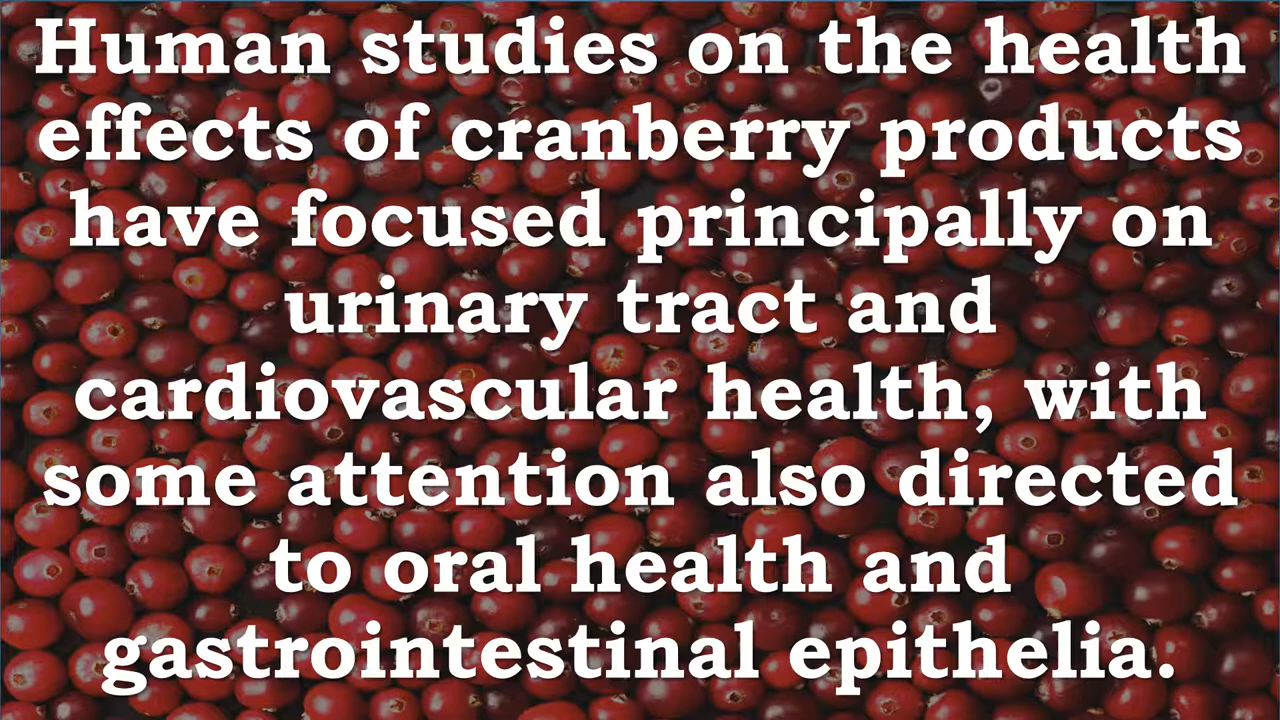 Human studies on the health
effects of cranberry products
have focused principally on
urinary tract and
cardiovascular health, with
some attention also directed
to oral health and
gastrointestinal epithelia.